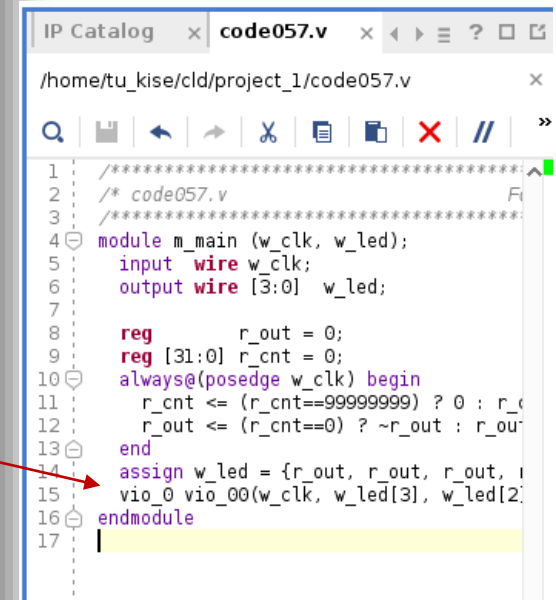 IP Catalog × code057.v ×
/home/tu_kise/cld/project_1/code057.v ×
1 /****************************************
2 /* code057.v
3 /****************************************
4 module m_main (w_clk, w_led);
5 input wire w_clk;
6 output wire [3:0] w_led;
7
8 reg r_out = 0;
9 reg [31:0] r_cnt = 0;
10 always@(posedge w_clk) begin
11 r_cnt <= (r_cnt==99999999) ? 0 :
12 r_out <= (r_cnt==0) ? ~r_out :
13 end
14 assign w_led = {r_out, r_out, r_out,
15 vio_0 vio_00(w_clk, w_led[3], w_led[2]
16 endmodule
17